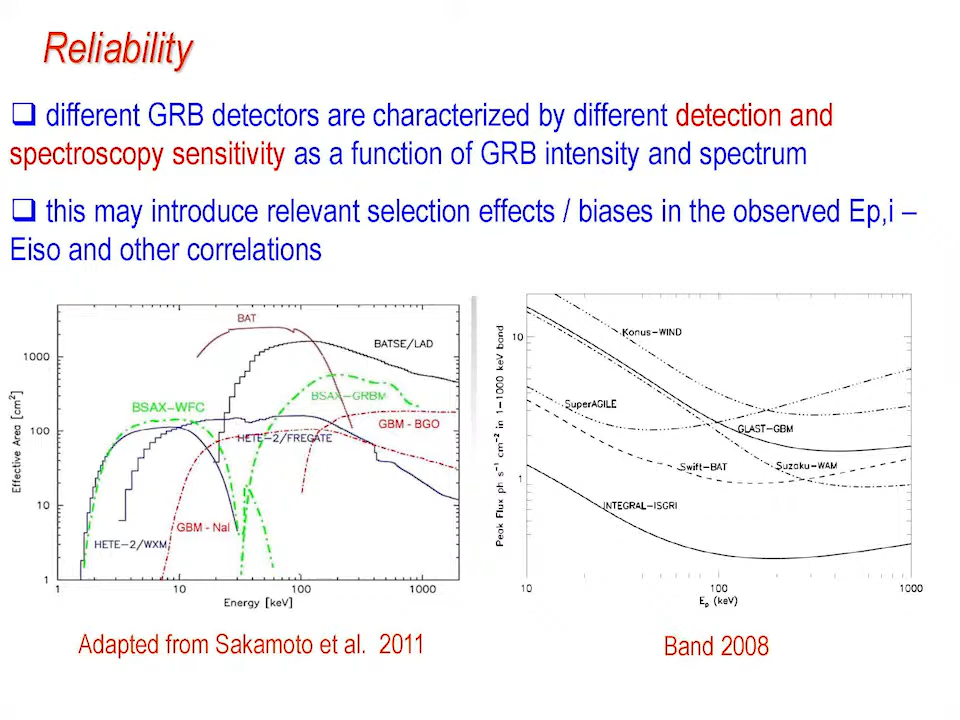 Reliability
❑ different GRB detectors are characterized by different detection and
spectroscopy sensitivity as a function of GRB intensity and spectrum
❑ this may introduce relevant selection effects / biases in the observed Ep,i –
Eiso and other correlations
BAT
BATSE/LAD
BSAX-WFC
BSAX-GRBM
GBM - BGO
HETE-2/FREGATE
GBM - NaI
HETE-2/WXM
Effective Area [cm²]
1000
100
10
1
1 10 100 1000
Energy [keV]
Konus-WIND
SuperAGILE
GLAST-GBM
Swift-BAT
Suzaku-WAM
INTEGRAL-ISGRI
Peak Flux ph s⁻¹ cm⁻² in 1-1000 keV band
10
1
10 100 1000
Eₚ (keV)
Adapted from Sakamoto et al. 2011
Band 2008